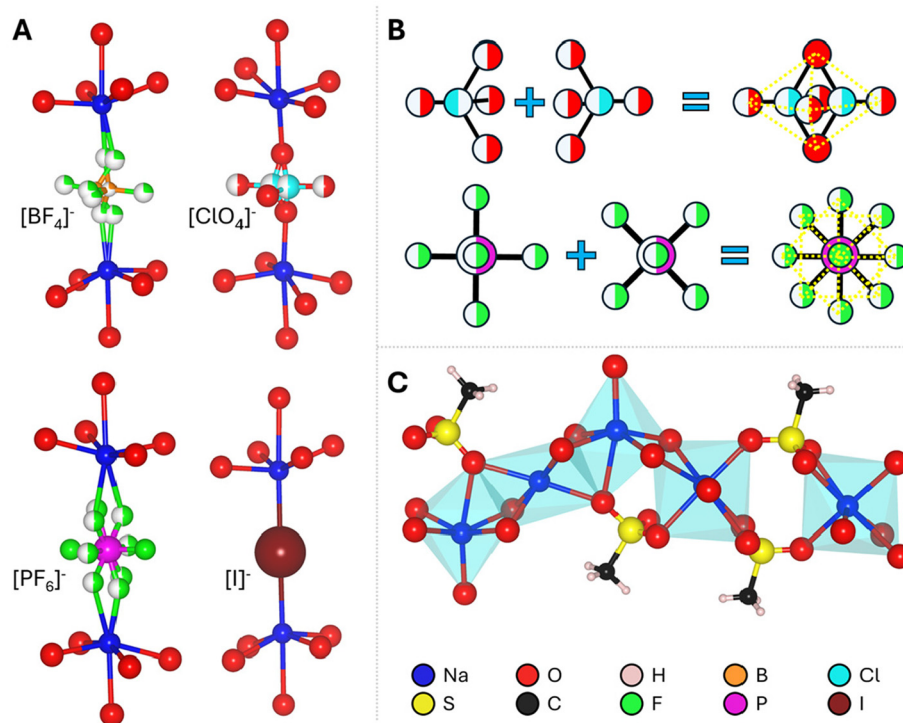 A
[BF4]-
[ClO4]-
[PF6]-
[I]-
B
+
=
+
=
C
Na
O
H
B
Cl
S
C
F
P
I